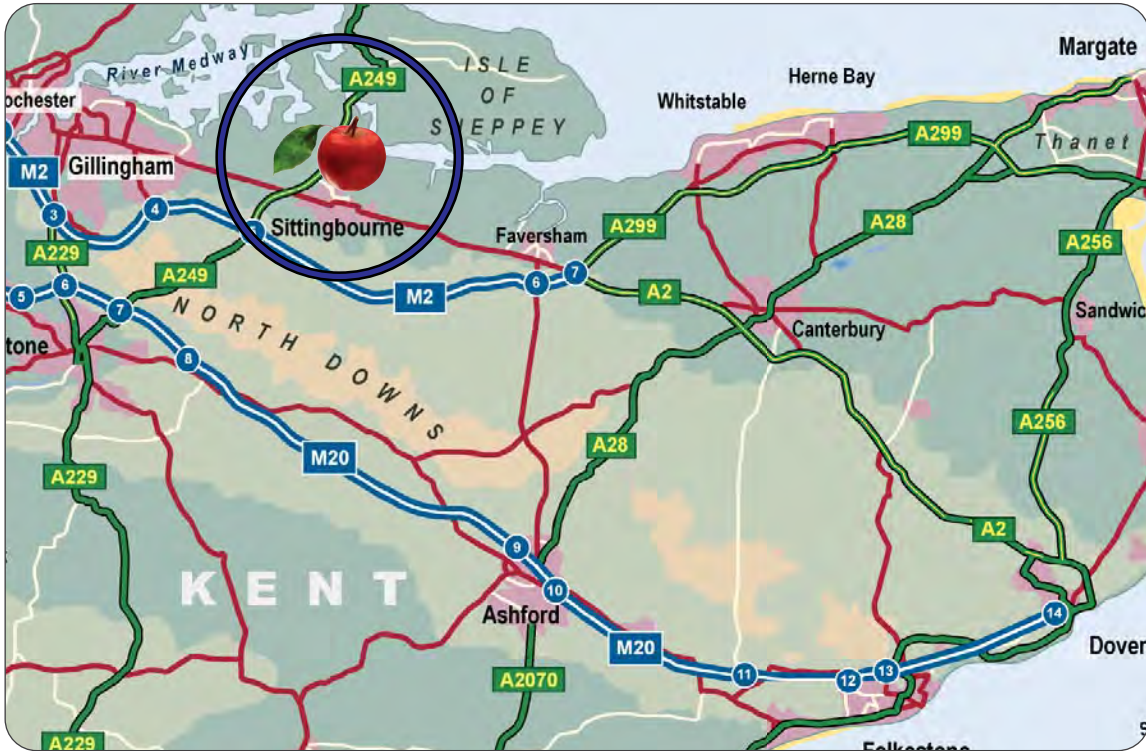 River Medway
A249
ISLE
OF
SHEPPEY
Margate
Herne Bay
Whitstable
ochester
A299
Thanet
M2
Gillingham
3
4
Sittingbourne
A299
A28
A229
A249
Faversham
A256
5
6
7
M2
6
7
A2
Sandwic
tone
8
NORTH DOWNS
Canterbury
A28
A256
M20
A229
A2
9
KENT
10
Ashford
14
M20
Dover
11
12
13
A2070
A229
Folkestone